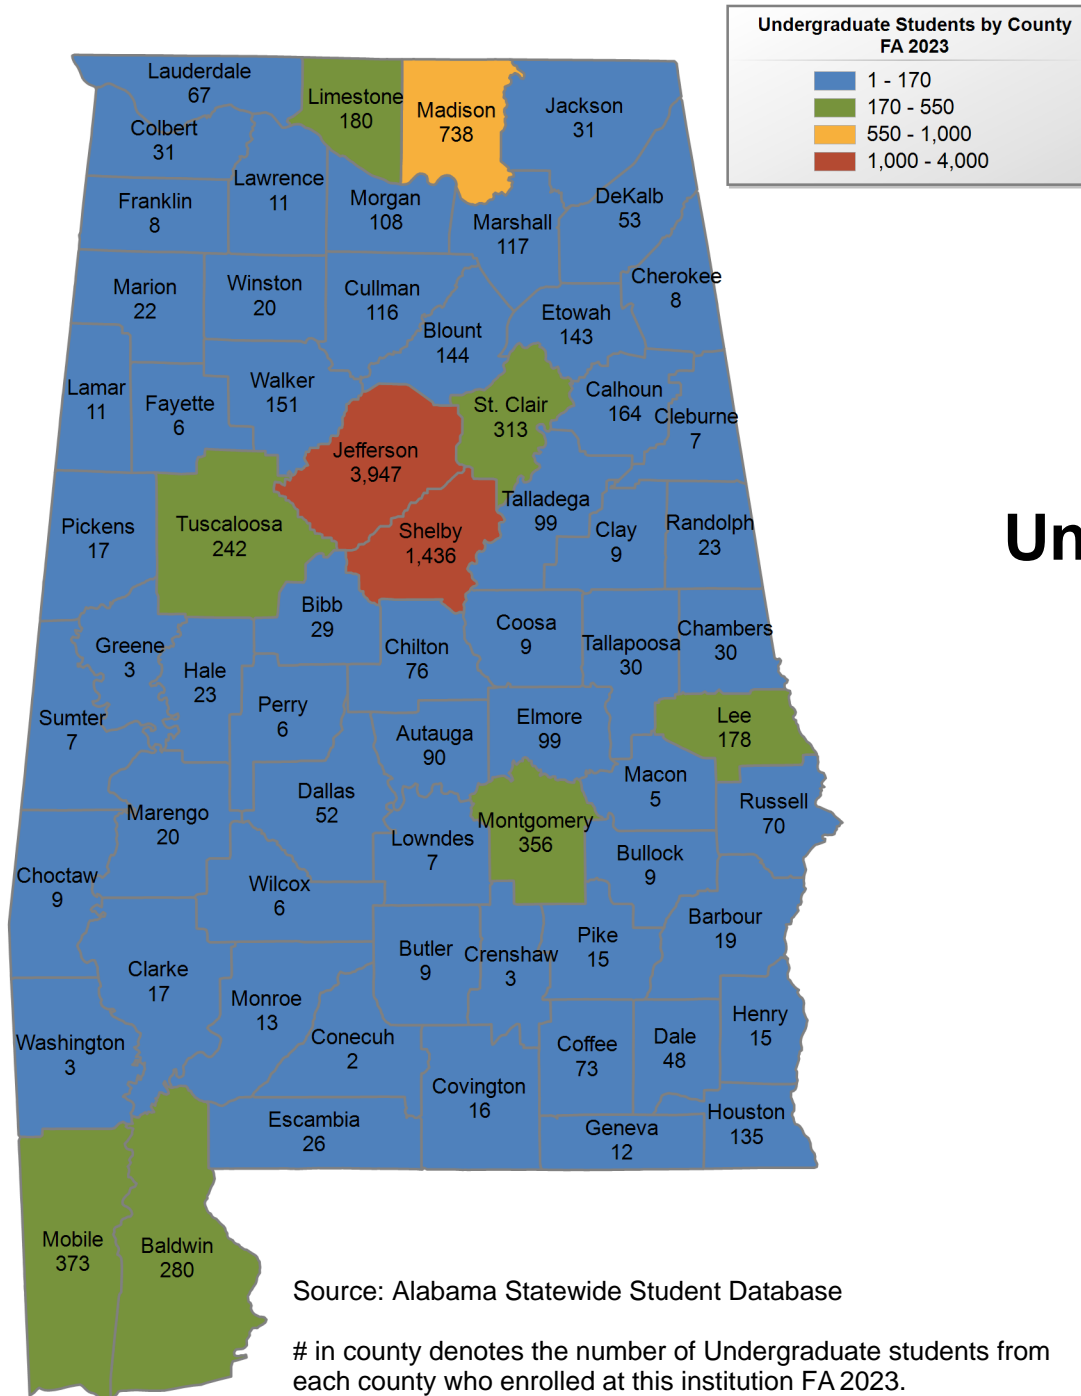 Undergraduate Students by County
FA 2023
1 - 170
170 - 550
550 - 1,000
1,000 - 4,000
Lauderdale
67
Limestone
180
Madison
738
Jackson
31
Colbert
31
Lawrence
11
Franklin
8
Morgan
108
Marshall
117
DeKalb
53
Cherokee
8
Marion
22
Winston
20
Cullman
116
Blount
144
Etowah
143
Lamar
11
Fayette
6
Walker
151
St. Clair
313
Calhoun
164
Cleburne
7
Jefferson
3,947
Shelby
1,436
Talladega
99
Clay
9
Randolph
23
Pickens
17
Tuscaloosa
242
Un
Bibb
29
Greene
3
Hale
23
Chilton
76
Coosa
9
Tallapoosa
30
Chambers
30
Sumter
7
Perry
6
Autauga
90
Elmore
99
Lee
178
Macon
5
Russell
70
Marengo
20
Dallas
52
Lowndes
7
Montgomery
356
Bullock
9
Choctaw
9
Wilcox
6
Barbour
19
Clarke
17
Butler
9
Crenshaw
3
Pike
15
Monroe
13
Conecuh
2
Washington
3
Coffee
73
Dale
48
Henry
15
Covington
16
Escambia
26
Geneva
12
Houston
135
Mobile
373
Baldwin
280
Source: Alabama Statewide Student Database
# in county denotes the number of Undergraduate students from
each county who enrolled at this institution FA 2023.